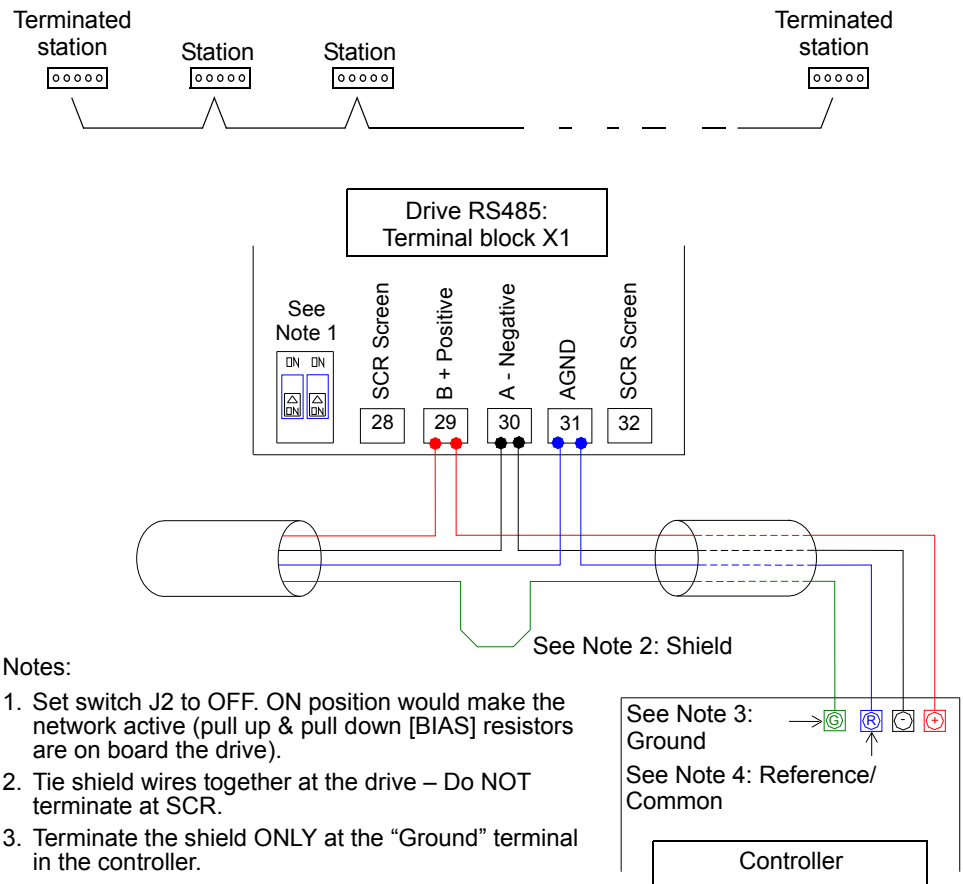 Terminated
station
Station
Station
Terminated
station
Drive RS485:
Terminal block X1
See
Note 1
ON ON
ON ON
SCR Screen
B + Positive
A - Negative
AGND
SCR Screen
28
29
30
31
32
See Note 2: Shield
Notes:
1. Set switch J2 to OFF. ON position would make the
network active (pull up & pull down [BIAS] resistors
are on board the drive).
2. Tie shield wires together at the drive – Do NOT
terminate at SCR.
3. Terminate the shield ONLY at the “Ground” terminal
in the controller.
See Note 3:
Ground
G R - +
See Note 4: Reference/
Common
Controller